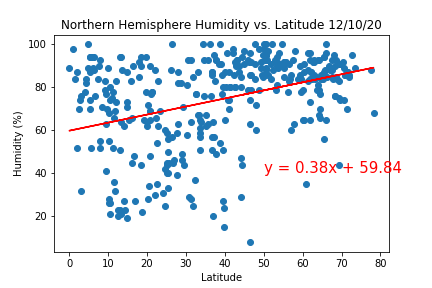 Northern Hemisphere Humidity vs. Latitude 12/10/20
100
80
60
40
20
Humidity (%)
y = 0.38x + 59.84
0 10 20 30 40 50 60 70 80
Latitude